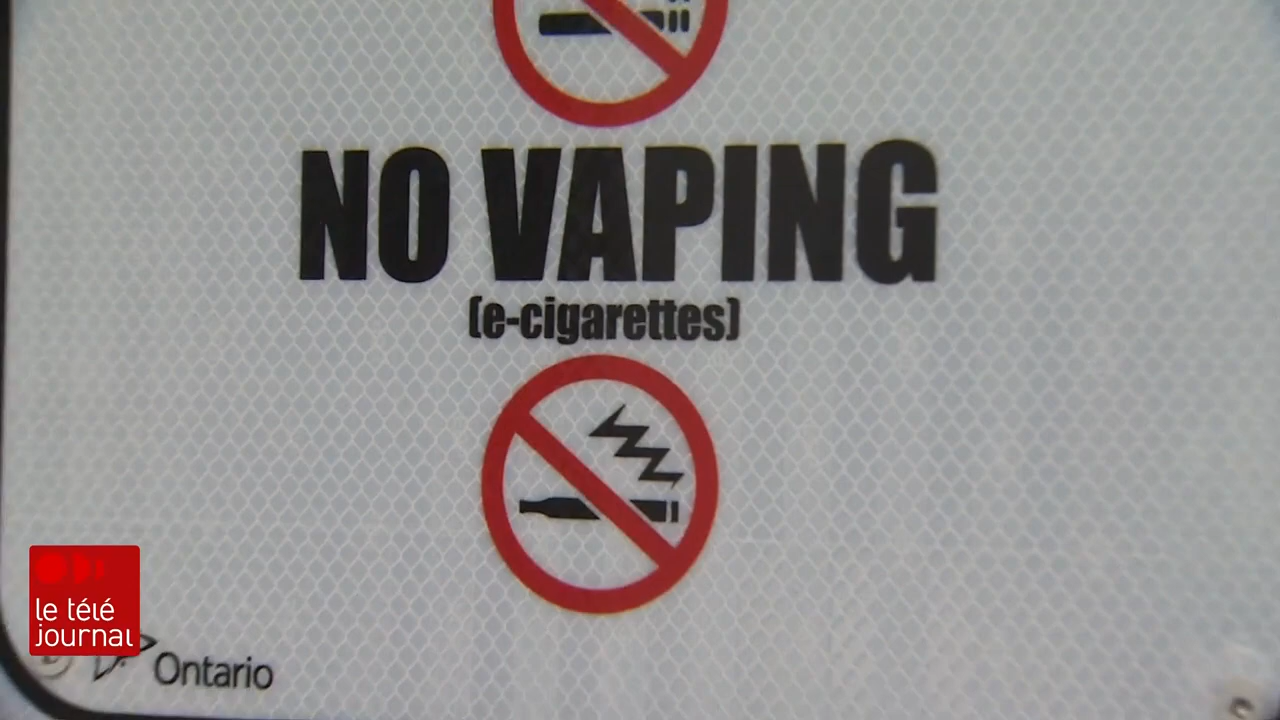 NO VAPING
(e-cigarettes)
le télé
journal
Ontario